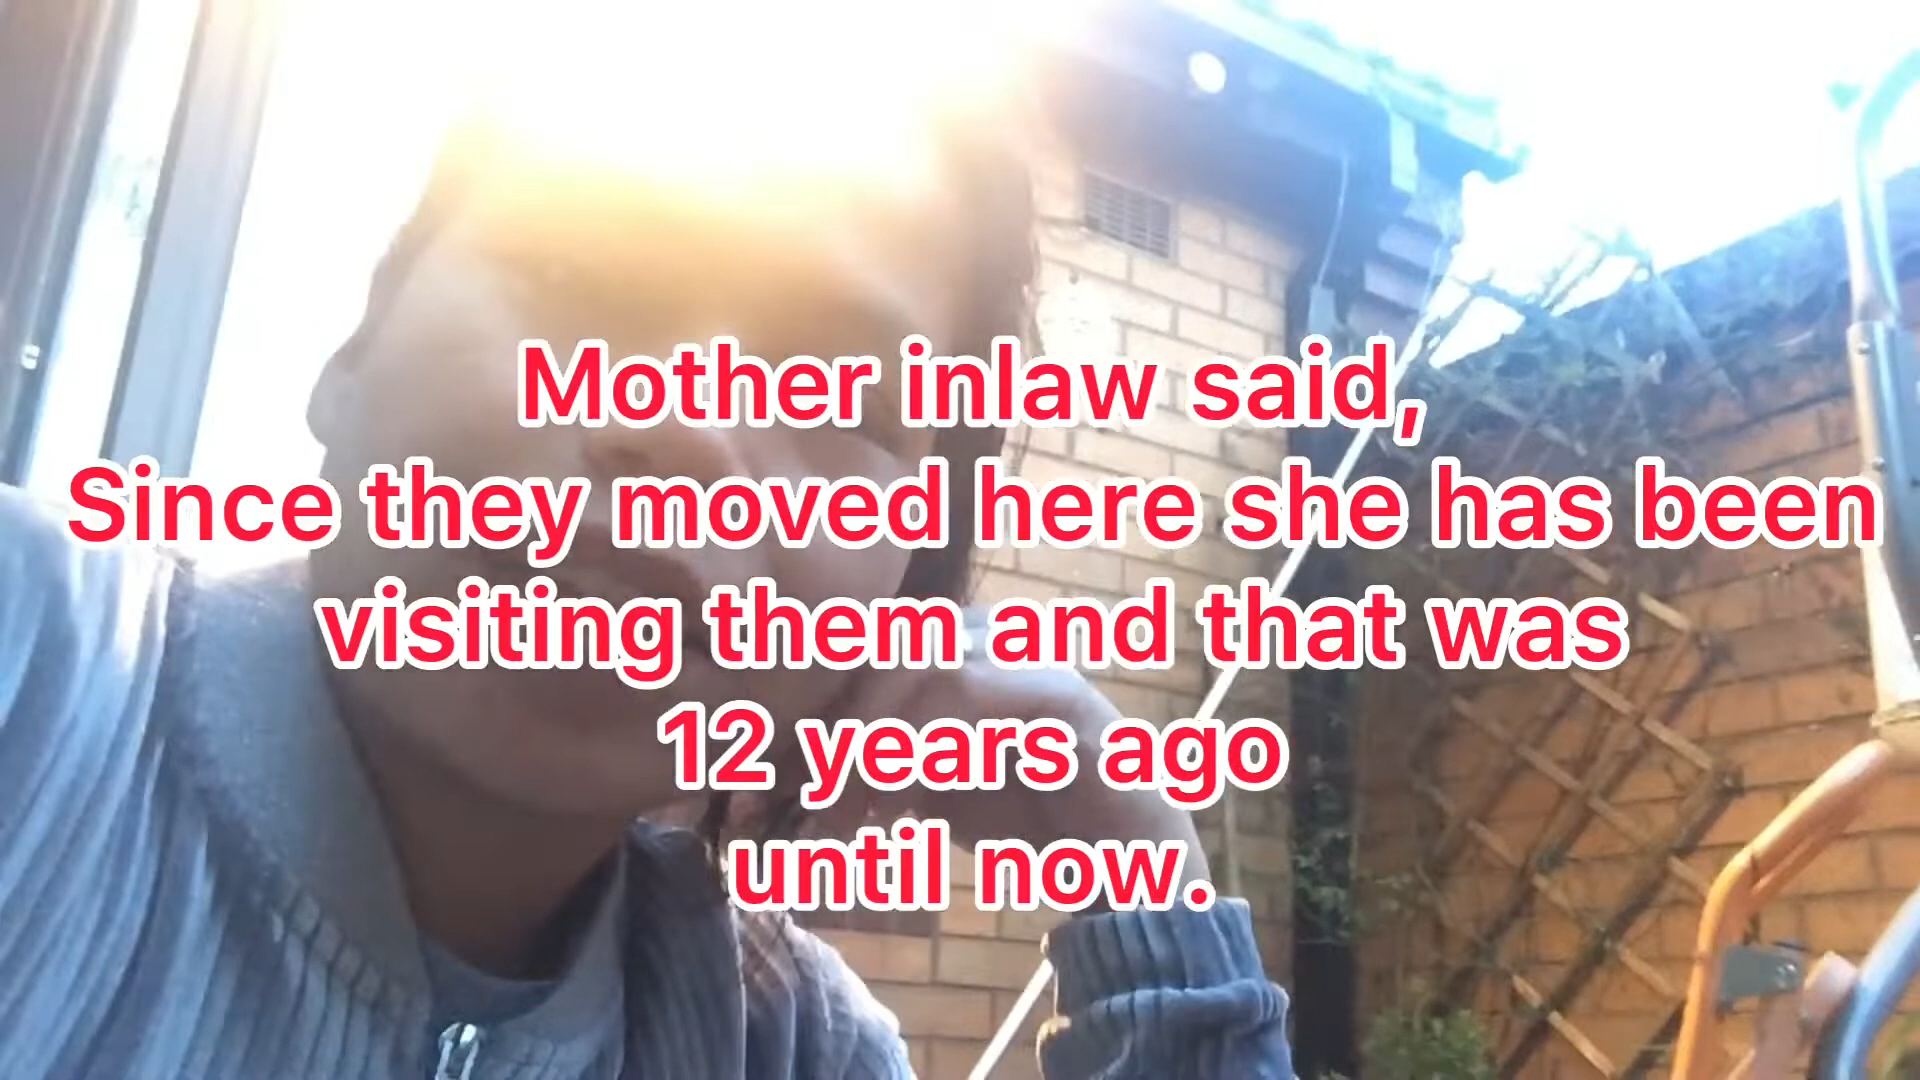 Mother inlaw said,
Since they moved here she has been
visiting them and that was
12 years ago
until now.